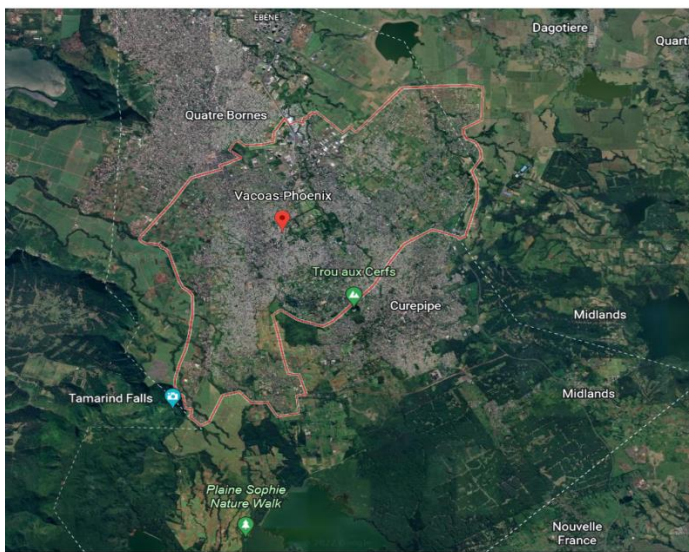 EBENE
Dagotiere
Quarti
Quatre Bornes
Vacoas-Phoenix
Trou aux Cerfs
Curepipe
Midlands
Midlands
Tamarind Falls
Plaine Sophie
Nature Walk
Nouvelle
France